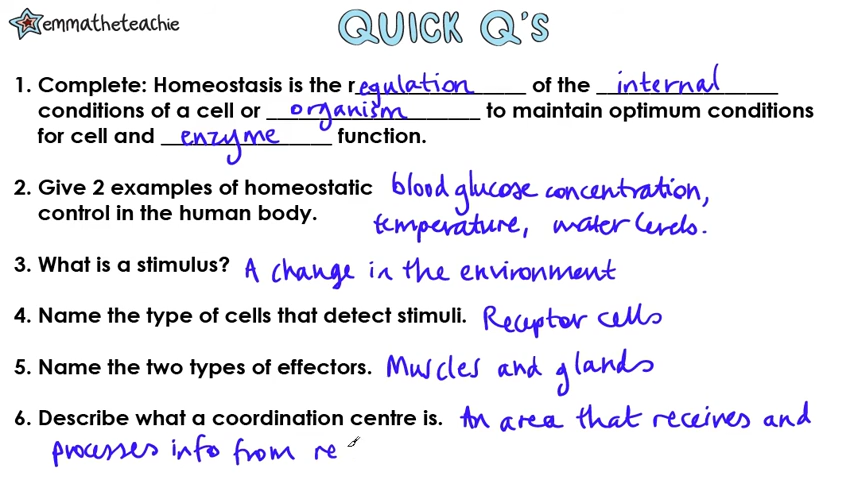 emmatheteachie
QUICK Q'S
1. Complete: Homeostasis is the regulation of the internal
conditions of a cell or organism to maintain optimum conditions
for cell and enzyme function.
2. Give 2 examples of homeostatic blood glucose concentration,
control in the human body. temperature, water levels.
3. What is a stimulus? A change in the environment
4. Name the type of cells that detect stimuli. Receptor cells
5. Name the two types of effectors. Muscles and glands
6. Describe what a coordination centre is. An area that receives and
processes info from re